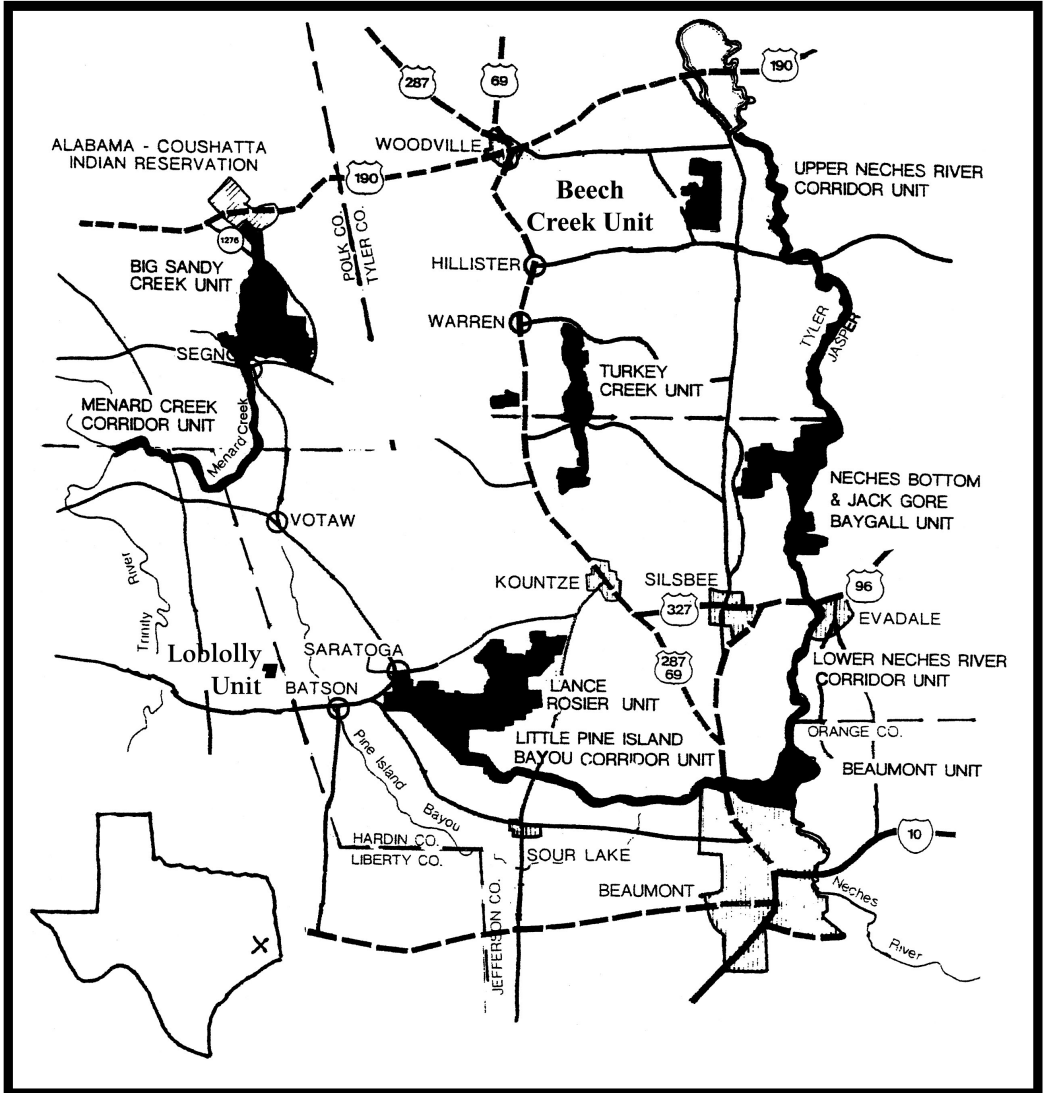 287
69
190
WOODVILLE
ALABAMA - COUSHATTA
INDIAN RESERVATION
190
Beech
Creek Unit
UPPER NECHES RIVER
CORRIDOR UNIT
1276
POLK CO.
TYLER CO.
BIG SANDY
CREEK UNIT
HILLISTER
WARREN
TYLER
JASPER
SEGNO
TURKEY
CREEK UNIT
MENARD CREEK
CORRIDOR UNIT
Menard Creek
NECHES BOTTOM
& JACK GORE
BAYGALL UNIT
VOTAW
Trinity River
KOUNTZE
SILSBEE
327
96
EVADALE
Loblolly
Unit
SARATOGA
BATSON
287
69
LOWER NECHES RIVER
CORRIDOR UNIT
LANCE
ROSIER UNIT
LITTLE PINE ISLAND
BAYOU CORRIDOR UNIT
ORANGE CO.
BEAUMONT UNIT
Pine Island Bayou
HARDIN CO.
LIBERTY CO.
SOUR LAKE
10
JEFFERSON CO.
BEAUMONT
Neches River